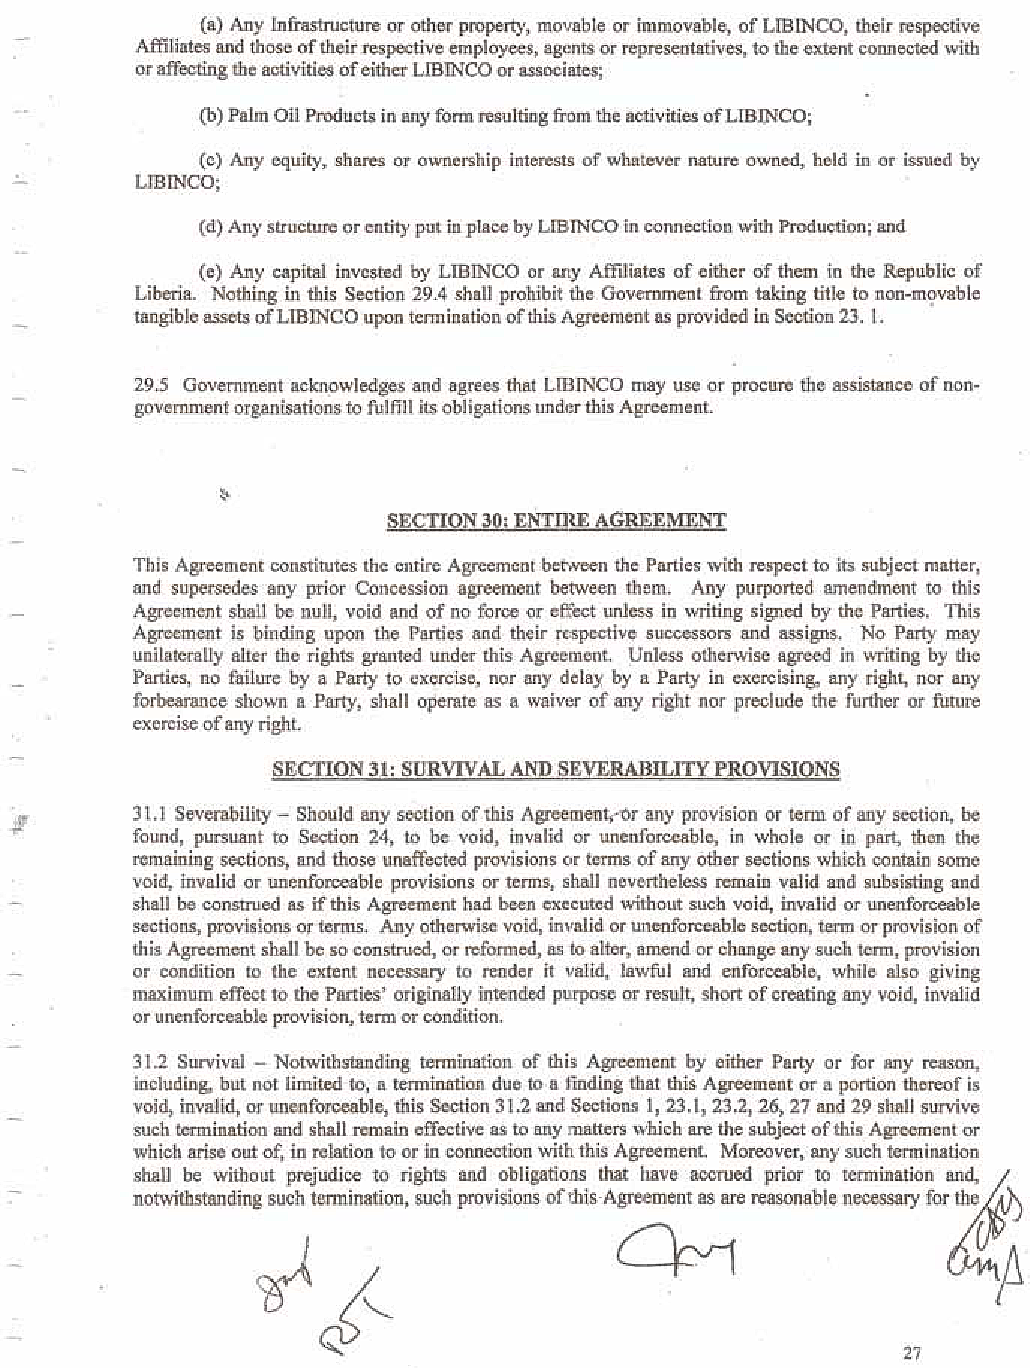 (a) Any Infrastructure or other property, movable or immovable, of LIBINCO, their respective
Affiliates and those of their respective employees, agents or representatives, to the extent connected with
or affecting the activities of either LIBINCO or associates;
(b) Palm Oil Products in any form resulting from the activities of LIBINCO;
(c) Any equity, shares or ownership interests of whatever nature owned, held in or issued by
LIBINCO;
(d) Any structure or entity put in place by LIBINCO in connection with Production; and
(e) Any capital invested by LIBINCO or any Affiliates of either of them in the Republic of
Liberia. Nothing in this Section 29.4 shall prohibit the Government from taking title to non-movable
tangible assets of LIBINCO upon termination of this Agreement as provided in Section 23. 1.
29.5 Government acknowledges and agrees that LIBINCO may use or procure the assistance of non-
government organisations to fulfill its obligations under this Agreement.
SECTION 30: ENTIRE AGREEMENT
This Agreement constitutes the entire Agreement between the Parties with respect to its subject matter,
and supersedes any prior Concession agreement between them. Any purported amendment to this
Agreement shall be null, void and of no force or effect unless in writing signed by the Parties. This
Agreement is binding upon the Parties and their respective successors and assigns. No Party may
unilaterally alter the rights granted under this Agreement. Unless otherwise agreed in writing by the
Parties, no failure by a Party to exercise, nor any delay by a Party in exercising, any right, nor any
forbearance shown a Party, shall operate as a waiver of any right nor preclude the further or future
exercise of any right.
SECTION 31: SURVIVAL AND SEVERABILITY PROVISIONS
31.1 Severability – Should any section of this Agreement, or any provision or term of any section, be
found, pursuant to Section 24, to be void, invalid or unenforceable, in whole or in part, then the
remaining sections, and those unaffected provisions or terms of any other sections which contain some
void, invalid or unenforceable provisions or terms, shall nevertheless remain valid and subsisting and
shall be construed as if this Agreement had been executed without such void, invalid or unenforceable
sections, provisions or terms. Any otherwise void, invalid or unenforceable section, term or provision of
this Agreement shall be so construed, or reformed, as to alter, amend or change any such term, provision
or condition to the extent necessary to render it valid, lawful and enforceable, while also giving
maximum effect to the Parties' originally intended purpose or result, short of creating any void, invalid
or unenforceable provision, term or condition.
31.2 Survival – Notwithstanding termination of this Agreement by either Party or for any reason,
including, but not limited to, a termination due to a finding that this Agreement or a portion thereof is
void, invalid, or unenforceable, this Section 31.2 and Sections 1, 23.1, 23.2, 26, 27 and 29 shall survive
such termination and shall remain effective as to any matters which are the subject of this Agreement or
which arise out of, in relation to or in connection with this Agreement. Moreover, any such termination
shall be without prejudice to rights and obligations that have accrued prior to termination and,
notwithstanding such termination, such provisions of this Agreement as are reasonable necessary for the
27